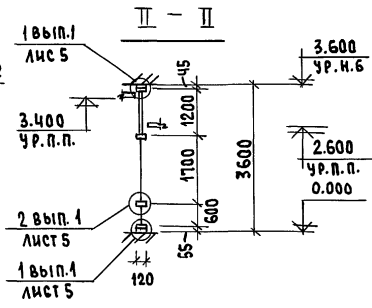 II - II
1 ВЫП.1
ЛИС 5
45
3.600
УР.Н.Б
3.400
УР.П.П.
1200
1700
3600
2.600
УР.П.П.
0.000
2 ВЫП.1
ЛИСТ 5
600
1 ВЫП.1
ЛИСТ 5
55
120